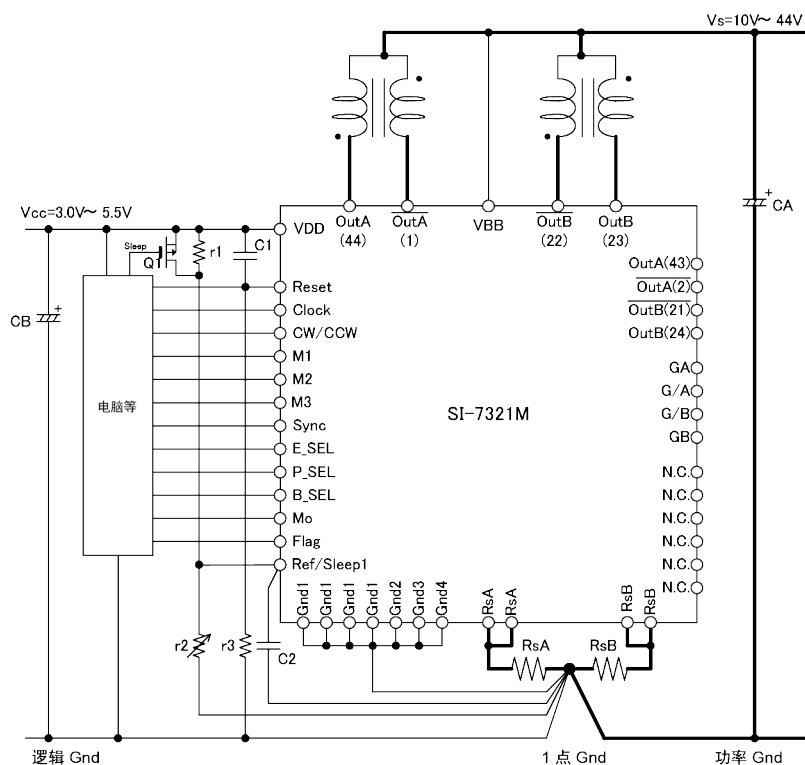 Vs=10V～ 44V
Vcc=3.0V～ 5.5V
CA
CB
Sleep
Q1
r1
C1
VDD
OutA
(44)
OutA
(1)
VBB
OutB
(22)
OutB
(23)
Reset
Clock
CW/CCW
M1
M2
M3
Sync
E_SEL
P_SEL
B_SEL
Mo
Flag
Ref/Sleep1
电脑等
SI-7321M
OutA(43)
OutA(2)
OutB(21)
OutB(24)
GA
G/A
G/B
GB
N.C.
N.C.
N.C.
N.C.
N.C.
N.C.
Gnd1
Gnd1
Gnd1
Gnd1
Gnd2
Gnd3
Gnd4
RsA
RsA
RsB
RsB
r2
r3
C2
RsA
RsB
逻辑 Gnd
1 点 Gnd
功率 Gnd